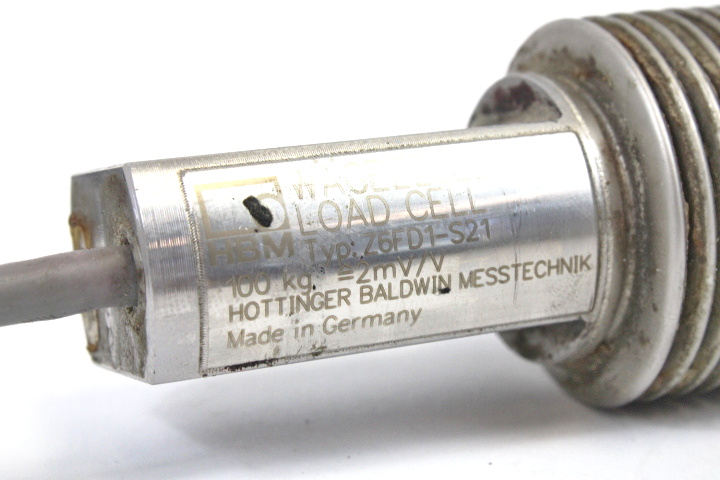 LOAD CELL
HBM Typ: Z6FD1-S21
100 kg =2mV/V
HOTTINGER BALDWIN MESSTECHNIK
Made in Germany